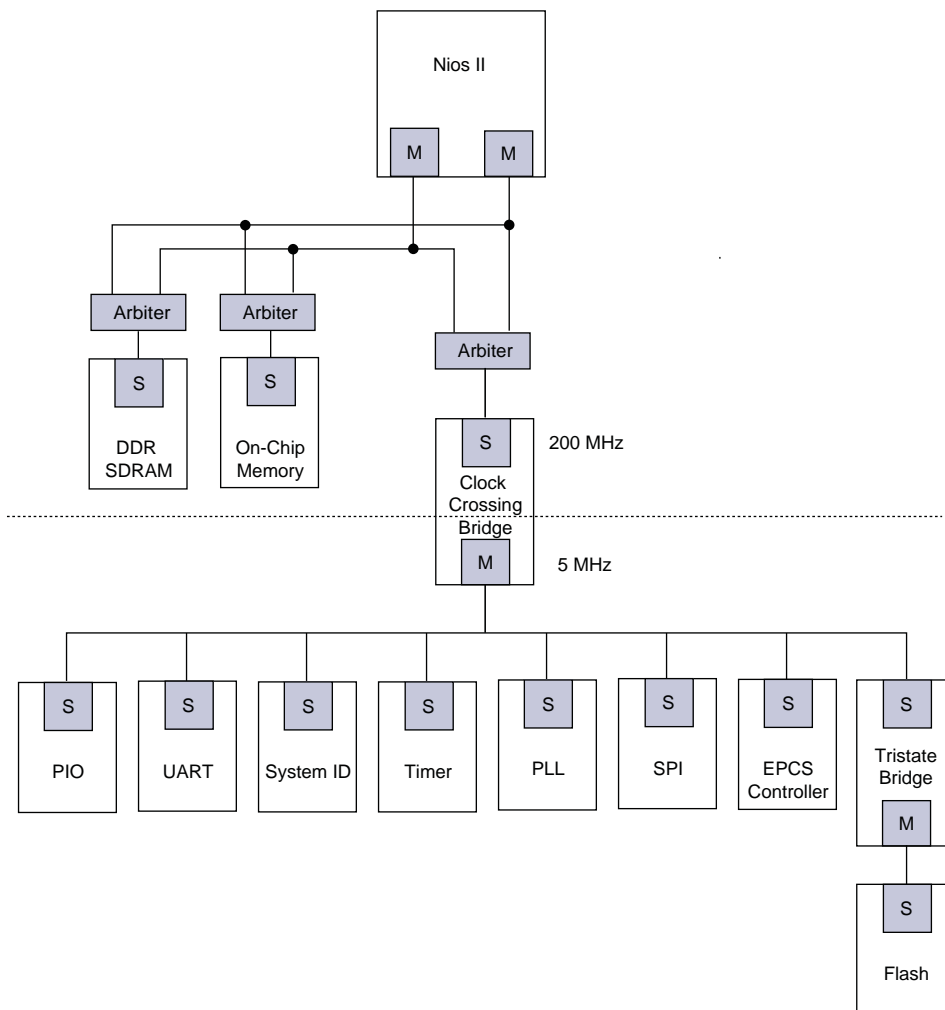 Nios II
M
M
Arbiter
Arbiter
Arbiter
S
S
DDR
SDRAM
On-Chip
Memory
S
200 MHz
Clock
Crossing
Bridge
M
5 MHz
S
S
S
S
S
S
S
S
PIO
UART
System ID
Timer
PLL
SPI
EPCS
Controller
Tristate
Bridge
M
S
Flash